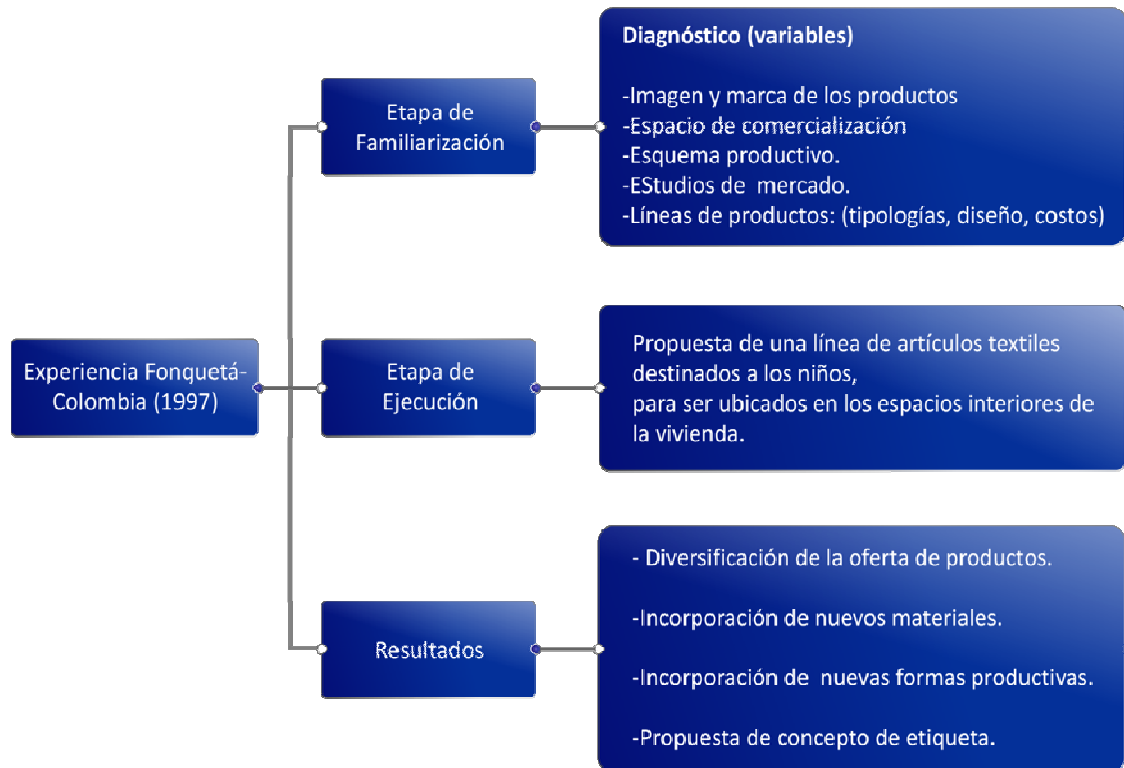 Experiencia Fonquetá-
Colombia (1997)
Etapa de
Familiarización
Diagnóstico (variables)
-Imagen y marca de los productos
-Espacio de comercialización
-Esquema productivo.
-EStudios de  mercado.
-Líneas de productos: (tipologías, diseño, costos)
Etapa de
Ejecución
Propuesta de una línea de artículos textiles
destinados a los niños,
para ser ubicados en los espacios interiores de
la vivienda.
Resultados
- Diversificación de la oferta de productos.
-Incorporación de nuevos materiales.
-Incorporación de  nuevas formas productivas.
-Propuesta de concepto de etiqueta.